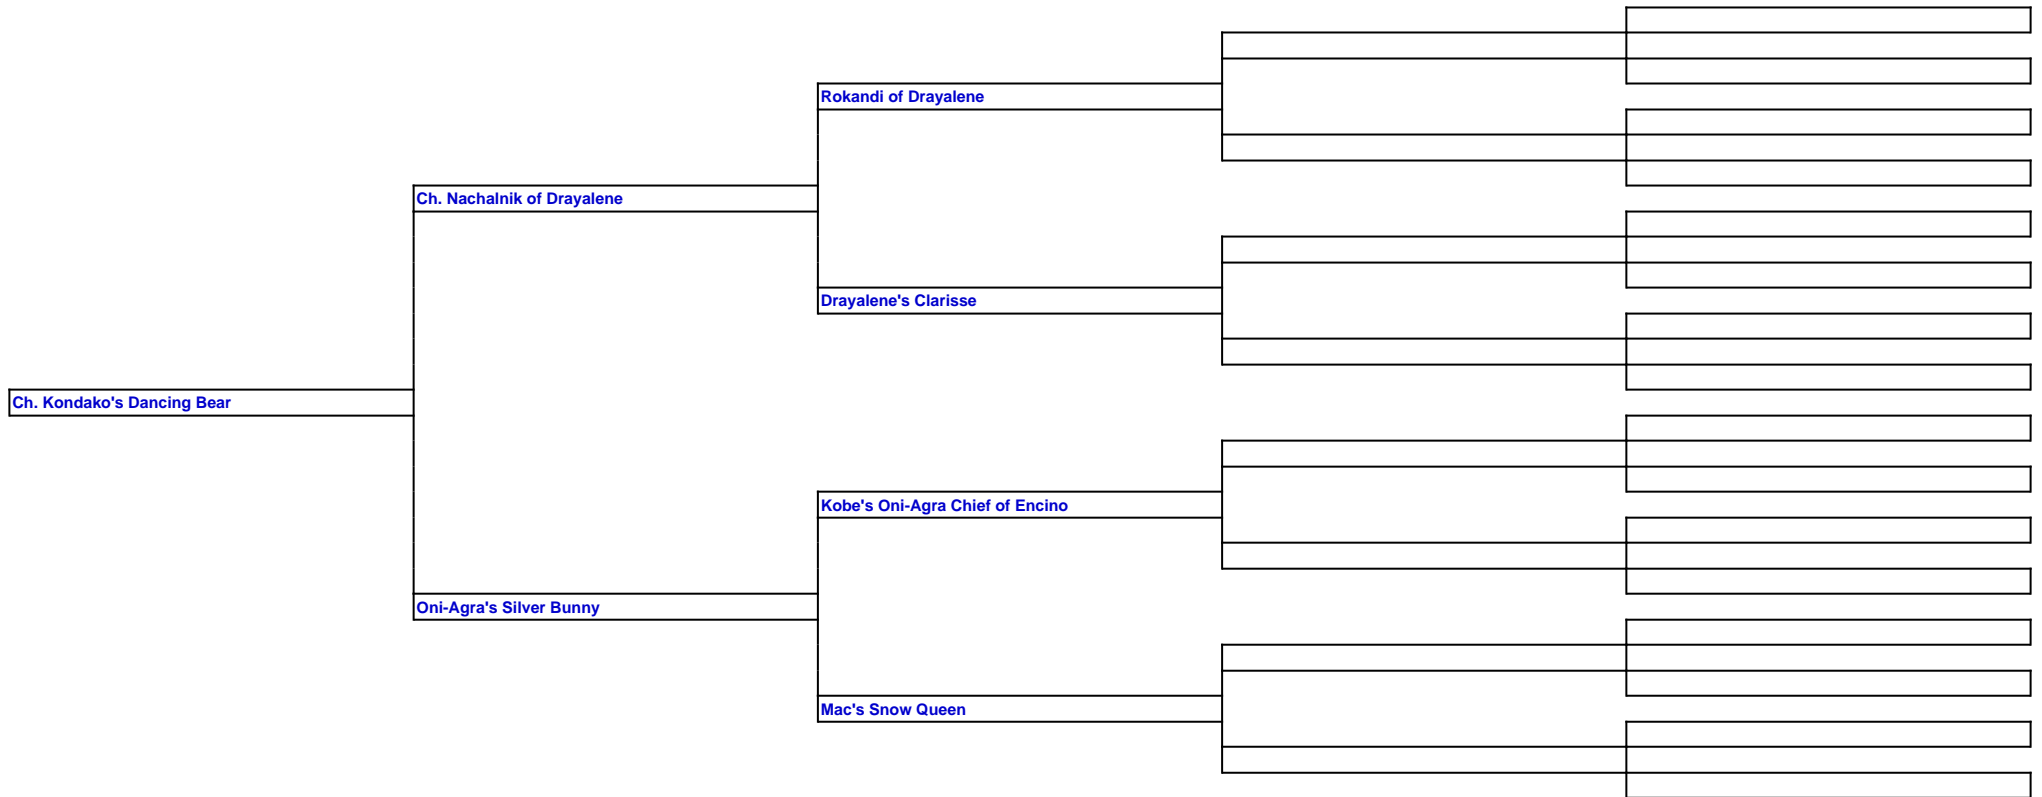 Rokandi of Drayalene
Ch. Nachalnik of Drayalene
Drayalene's Clarisse
Ch. Kondako's Dancing Bear
Kobe's Oni-Agra Chief of Encino
Oni-Agra's Silver Bunny
Mac's Snow Queen